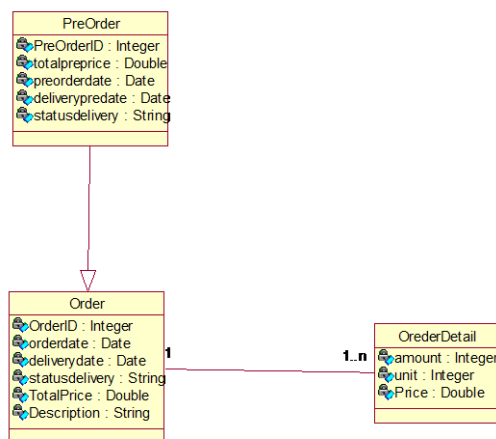 PreOrder
PreOrderID : Integer
totalpreprice : Double
preorderdate : Date
deliverypredate : Date
statusdelivery : String
Order
OrderID : Integer
orderdate : Date
deliverydate : Date
statusdelivery : String
TotalPrice : Double
Description : String
1
1..n
OrederDetail
amount : Integer
unit : Integer
Price : Double